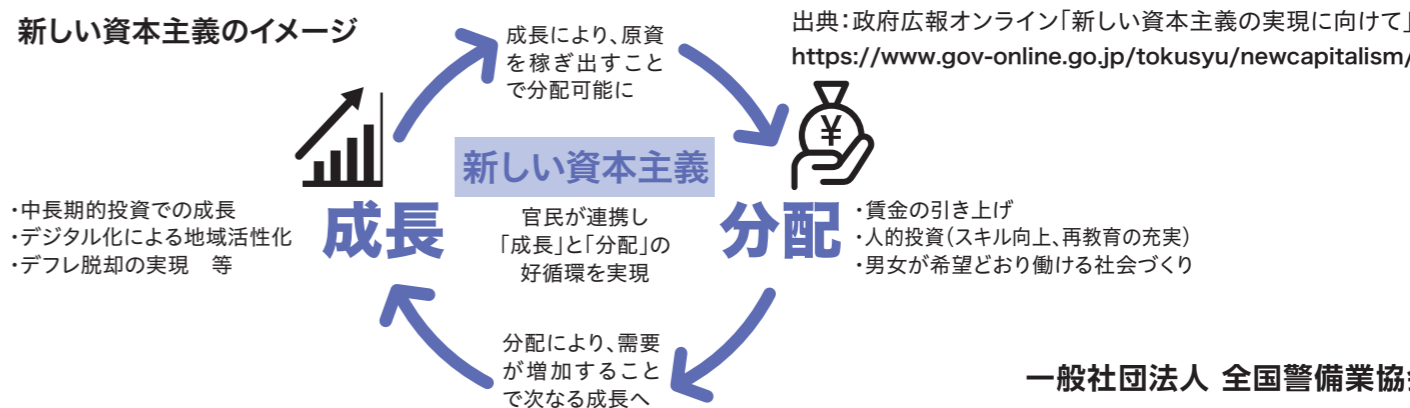 新しい資本主義のイメージ
出典：政府広報オンライン「新しい資本主義の実現に向けて」
https://www.gov-online.go.jp/tokusyu/newcapitalism/
成長により、原資
を稼ぎ出すこと
で分配可能に
¥
新しい資本主義
官民が連携し
「成長」と「分配」の
好循環を実現
成長
・中長期的投資での成長
・デジタル化による地域活性化
・デフレ脱却の実現　等
分配
・賃金の引き上げ
・人的投資（スキル向上、再教育の充実）
・男女が希望どおり働ける社会づくり
分配により、需要
が増加すること
で次なる成長へ
一般社団法人 全国警備業協